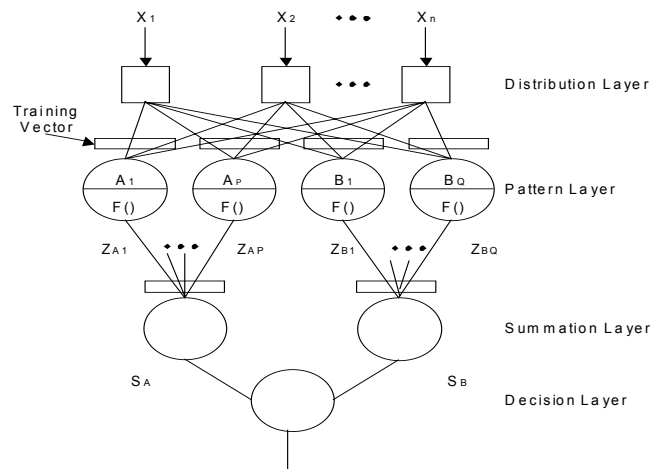 X1 X2 Xn
Distribution Layer
Training
Vector
A1 AP B1 BQ
Pattern Layer
F() F() F() F()
ZA1 ZAP ZB1 ZBQ
Summation Layer
SA SB
Decision Layer